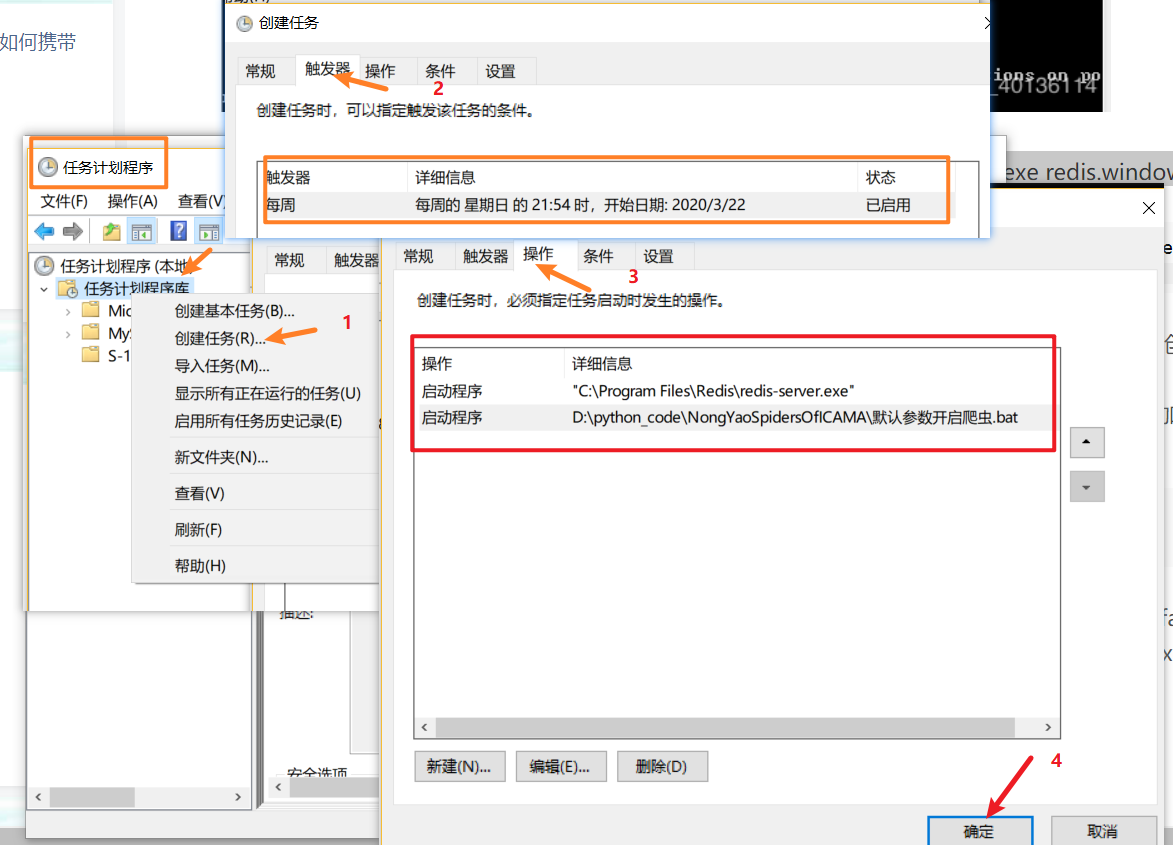 如何携带
创建任务
常规 触发器 操作 条件 设置
2
创建任务时，可以指定触发该任务的条件。
触发器 详细信息 状态
每周 每周的 星期日 的 21:54 时，开始日期: 2020/3/22 已启用
ions on po
_40136114
exe redis.window
任务计划程序
文件(F) 操作(A) 查看(V)
任务计划程序 (本地
任务计划程序库
Mic
My
S-1
创建基本任务(B)...
创建任务(R)...
1
导入任务(M)...
显示所有正在运行的任务(U)
启用所有任务历史记录(E)
新文件夹(N)...
查看(V)
刷新(F)
帮助(H)
常规 触发器
安全选项
常规 触发器 操作 条件 设置
3
创建任务时，必须指定任务启动时发生的操作。
操作 详细信息
启动程序 "C:\Program Files\Redis\redis-server.exe"
启动程序 D:\python_code\NongYaoSpidersOfICAMA\默认参数开启爬虫.bat
新建(N)... 编辑(E)... 删除(D)
4
确定 取消